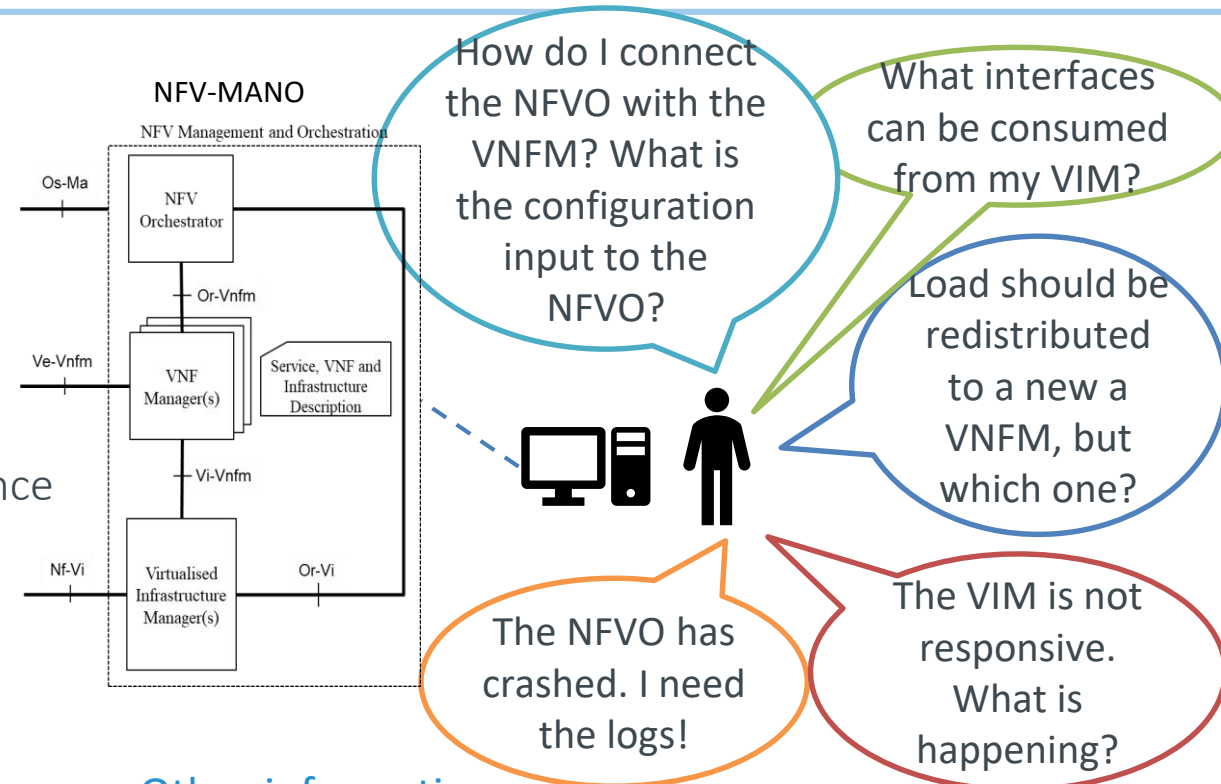 NFV-MANO
NFV Management and Orchestration
Os-Ma
NFV
Orchestrator
Or-Vnfm
Ve-Vnfm
VNF
Manager(s)
Service, VNF and
Infrastructure
Description
Vi-Vnfm
nce
Nf-Vi
Virtualised
Infrastructure
Manager(s)
Or-Vi
How do I connect
the NFVO with the
VNFM? What is
the configuration
input to the
NFVO?
What interfaces
can be consumed
from my VIM?
Load should be
redistributed
to a new a
VNFM, but
which one?
The NFVO has
crashed. I need
the logs!
The VIM is not
responsive.
What is
happening?
Other informati